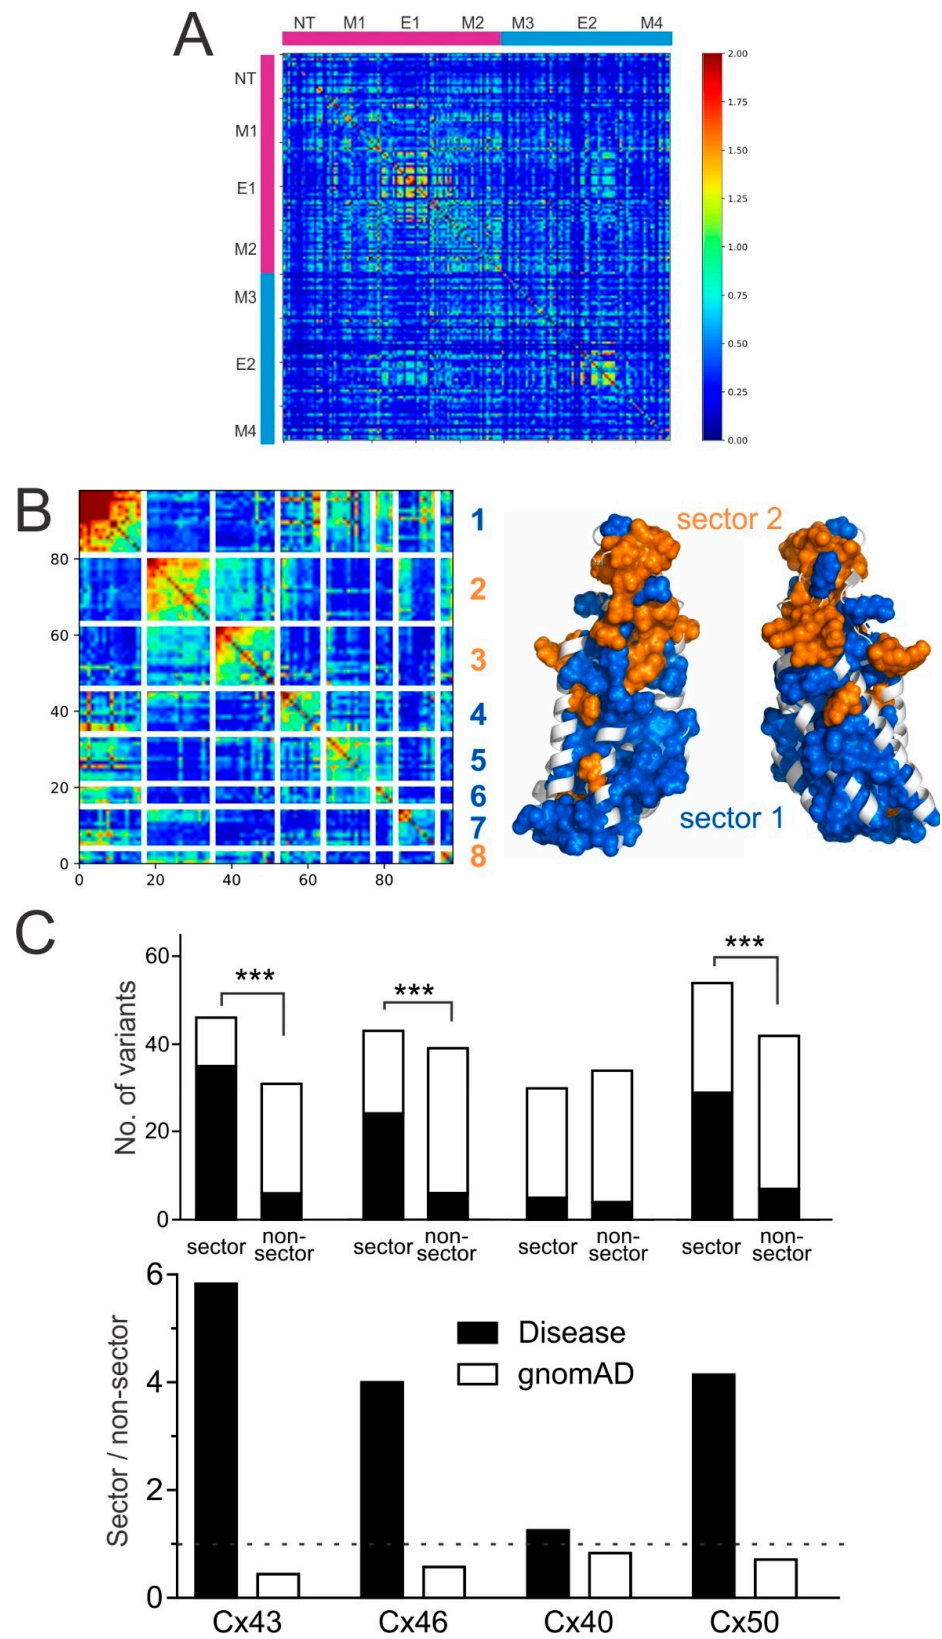 A
NT M1 E1 M2 M3 E2 M4
NT
M1
E1
M2
M3
E2
M4
2.00
1.75
1.50
1.25
1.00
0.75
0.50
0.25
0.00
B
80
60
40
20
0
0 20 40 60 80
1
2
3
4
5
6
7
8
sector 2
sector 1
C
No. of variants
60
40
20
0
*** *** ***
sector non-sector sector non-sector sector non-sector sector non-sector
Sector / non-sector
6
4
2
0
Disease
gnomAD
Cx43 Cx46 Cx40 Cx50